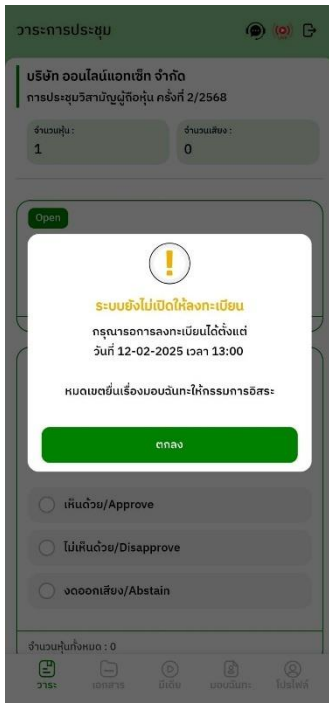 วาระการประชุม
บริษัท ออนไลน์แอทเซ็ท จำกัด
การประชุมวิสามัญผู้ถือหุ้น ครั้งที่ 2/2568
จำนวนหุ้น :
จำนวนเสียง :
1
0
Open
ระบบยังไม่เปิดให้ลงทะเบียน
กรุณารอการลงทะเบียนได้ตั้งแต่
วันที่ 12-02-2025 เวลา 13:00
หมดเขตยื่นเรื่องมอบฉันทะให้กรรมการอิสระ
ตกลง
เห็นด้วย/Approve
ไม่เห็นด้วย/Disapprove
งดออกเสียง/Abstain
จำนวนหุ้นทั้งหมด : 0
วาระ เอกสาร มีเดีย มอบฉันทะ โปรไฟล์